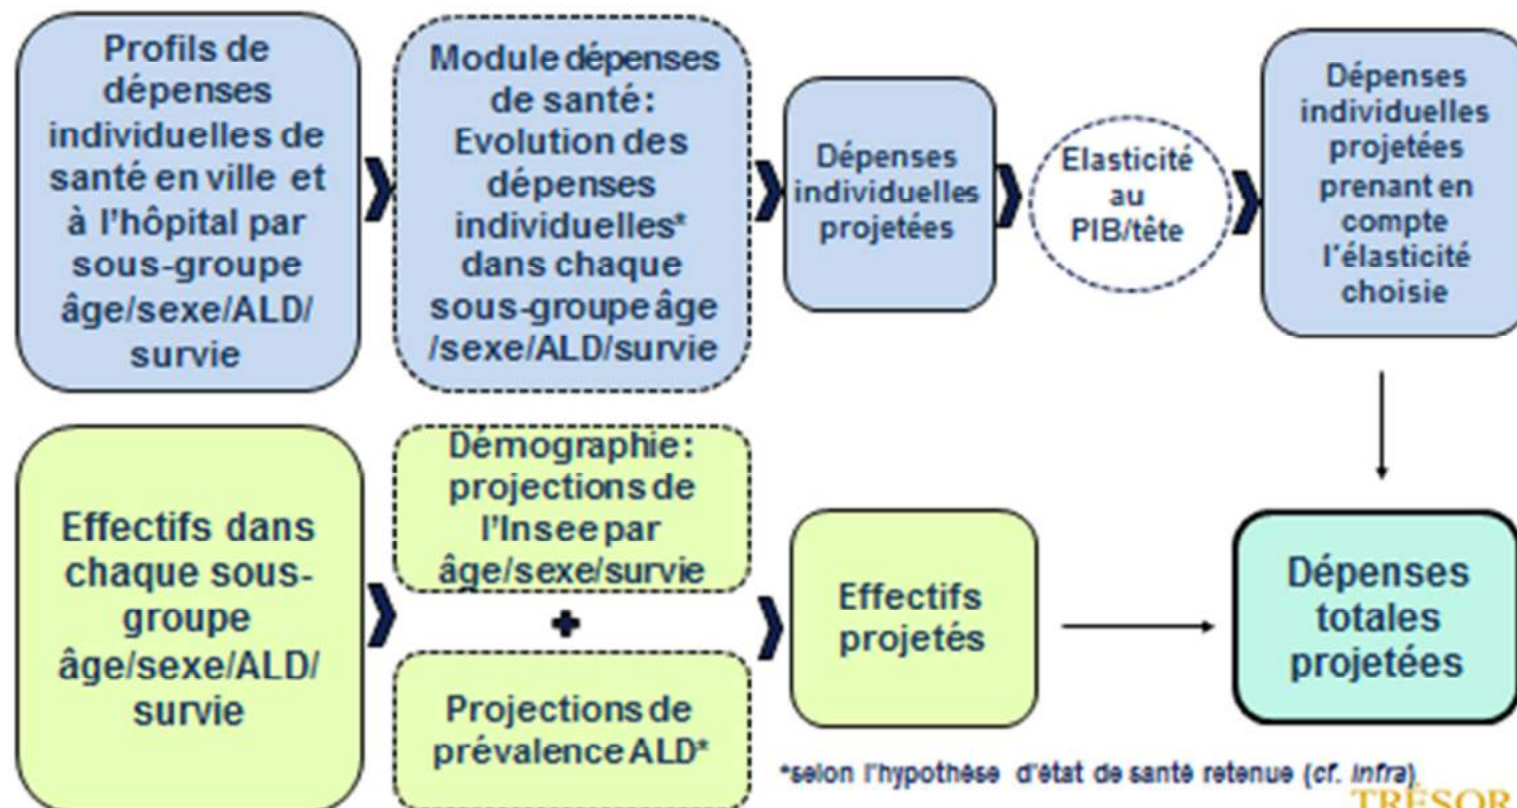 Profils de
dépenses
individuelles de
santé en ville et
à l'hôpital par
sous-groupe
âge/sexe/ALD/
survie
Module dépenses
de santé:
Evolution des
dépenses
individuelles*
dans chaque
sous-groupe âge
/sexe/ALD/survie
Dépenses
individuelles
projetées
Elasticité
au
PIB/tête
Dépenses
individuelles
projetées
prenant en
compte
l'élasticité
choisie
Effectifs dans
chaque sous-
groupe
âge/sexe/ALD/
survie
Démographie:
projections de
l'Insee par
âge/sexe/survie
+
Projections de
prévalence ALD*
Effectifs
projetés
Dépenses
totales
projetées
*selon l'hypothèse d'état de santé retenue (cf. infra)
TRÉSOR